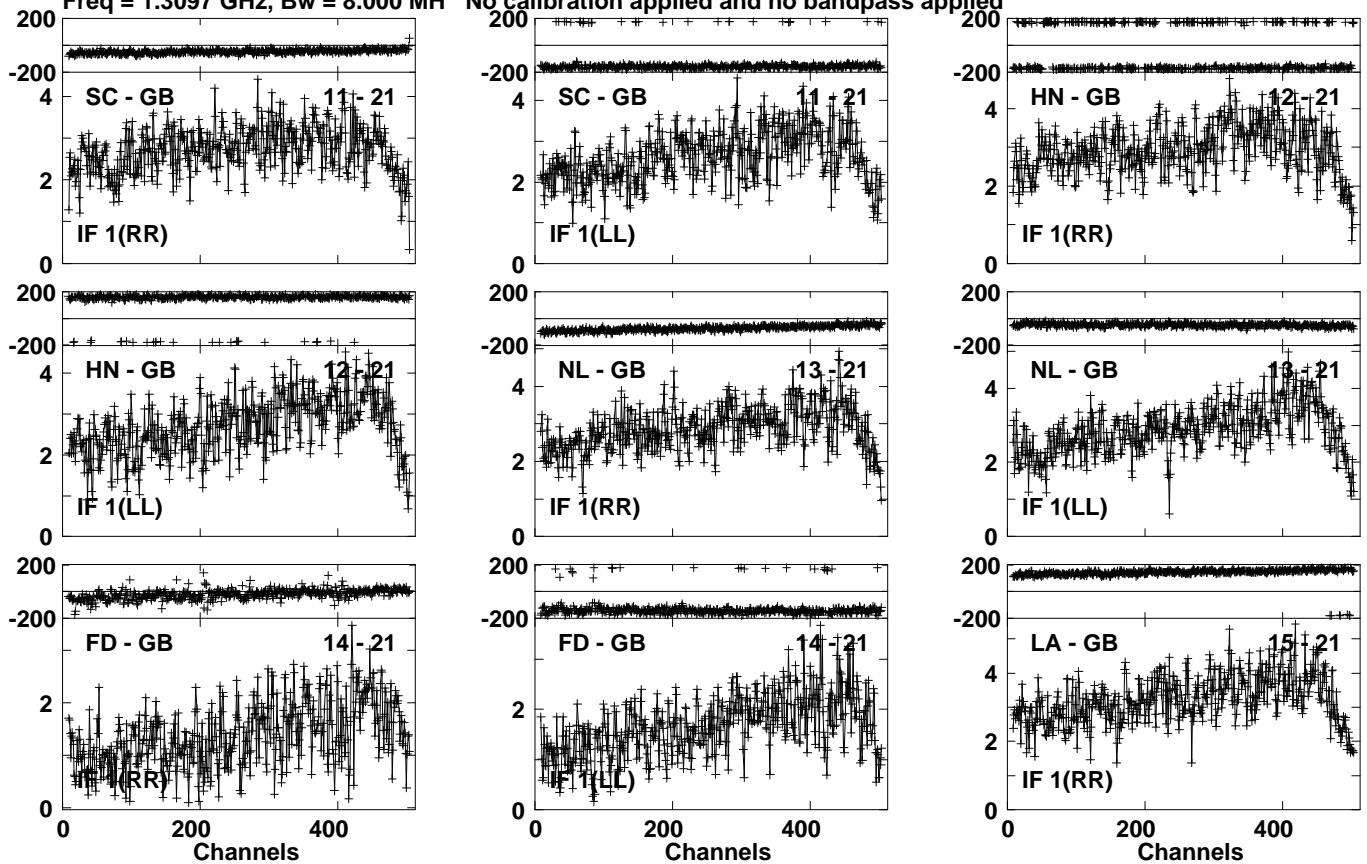 Freq = 1.3097 GHz, Bw = 8.000 MH No calibration applied and no bandpass applied
200
-200
4
2
0
SC - GB
11 - 21
IF 1(RR)
200
-200
4
2
0
SC - GB
11 - 21
IF 1(LL)
200
-200
4
2
0
HN - GB
12 - 21
IF 1(RR)
200
-200
4
2
0
HN - GB
12 - 21
IF 1(LL)
200
-200
4
2
0
NL - GB
13 - 21
IF 1(RR)
200
-200
4
2
0
NL - GB
13 - 21
IF 1(LL)
200
-200
2
0
FD - GB
14 - 21
IF 1(RR)
0 200 400
Channels
200
-200
2
0
FD - GB
14 - 21
IF 1(LL)
0 200 400
Channels
200
-200
4
2
0
LA - GB
15 - 21
IF 1(RR)
0 200 400
Channels